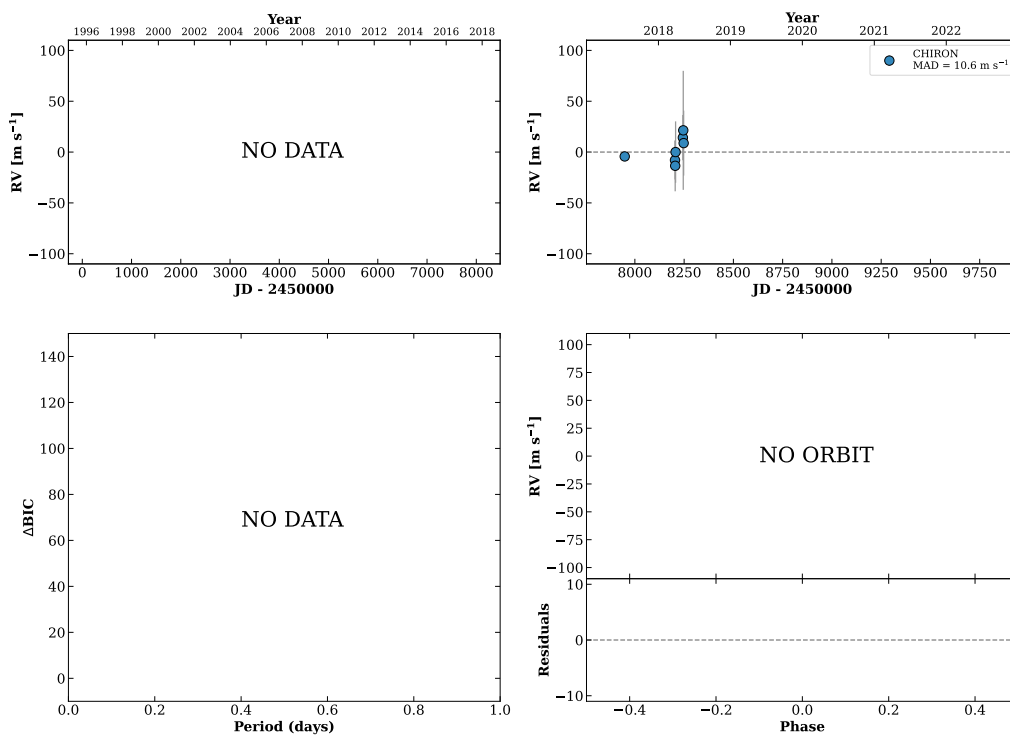 Year
1996 1998 2000 2002 2004 2006 2008 2010 2012 2014 2016 2018
100
50
0
−50
−100
RV [m s⁻¹]
NO DATA
0 1000 2000 3000 4000 5000 6000 7000 8000
JD - 2450000
Year
2018 2019 2020 2021 2022
CHIRON
MAD = 10.6 m s⁻¹
100
50
0
−50
−100
RV [m s⁻¹]
8000 8250 8500 8750 9000 9250 9500 9750
JD - 2450000
140
120
100
80
60
40
20
0
ΔBIC
NO DATA
0.0 0.2 0.4 0.6 0.8 1.0
Period (days)
100
75
50
25
0
−25
−50
−75
−100
RV [m s⁻¹]
NO ORBIT
10
0
−10
Residuals
−0.4 −0.2 0.0 0.2 0.4
Phase